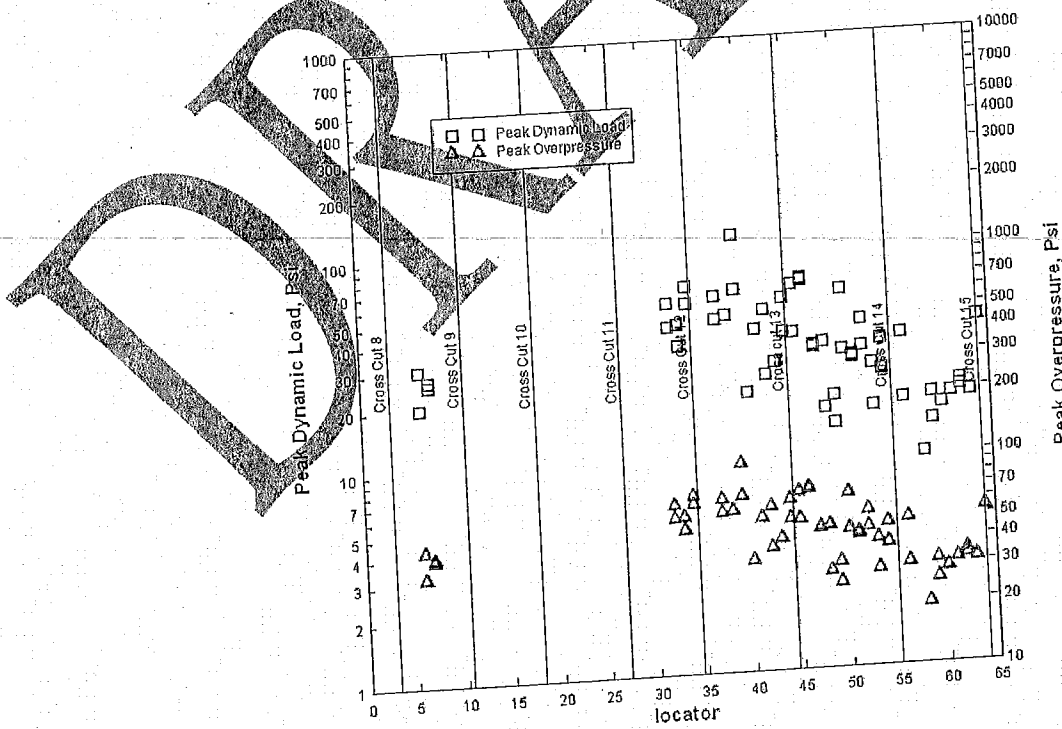 DRA
10000
7000
5000
4000
3000
2000
1000
700
500
400
300
200
100
70
50
40
30
20
10
1000
700
500
400
300
200
100
70
50
40
30
20
10
7
5
4
3
2
1
Peak Dynamic Load
Peak Overpressure
Peak Dynamic Load, Psi
Peak Overpressure, Psi
Cross Cut 8
Cross Cut 9
Cross Cut 10
Cross Cut 11
Cross Cut 12
Cross cut 13
Cross Cut 14
Cross Cut 15
0 5 10 15 20 25 30 35 40 45 50 55 60 65
locator